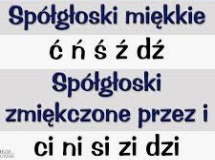 Spółgłoski miękkie
ć ń ś ź dź
Spółgłoski
zmiękczone przez i
ci ni si zi dzi